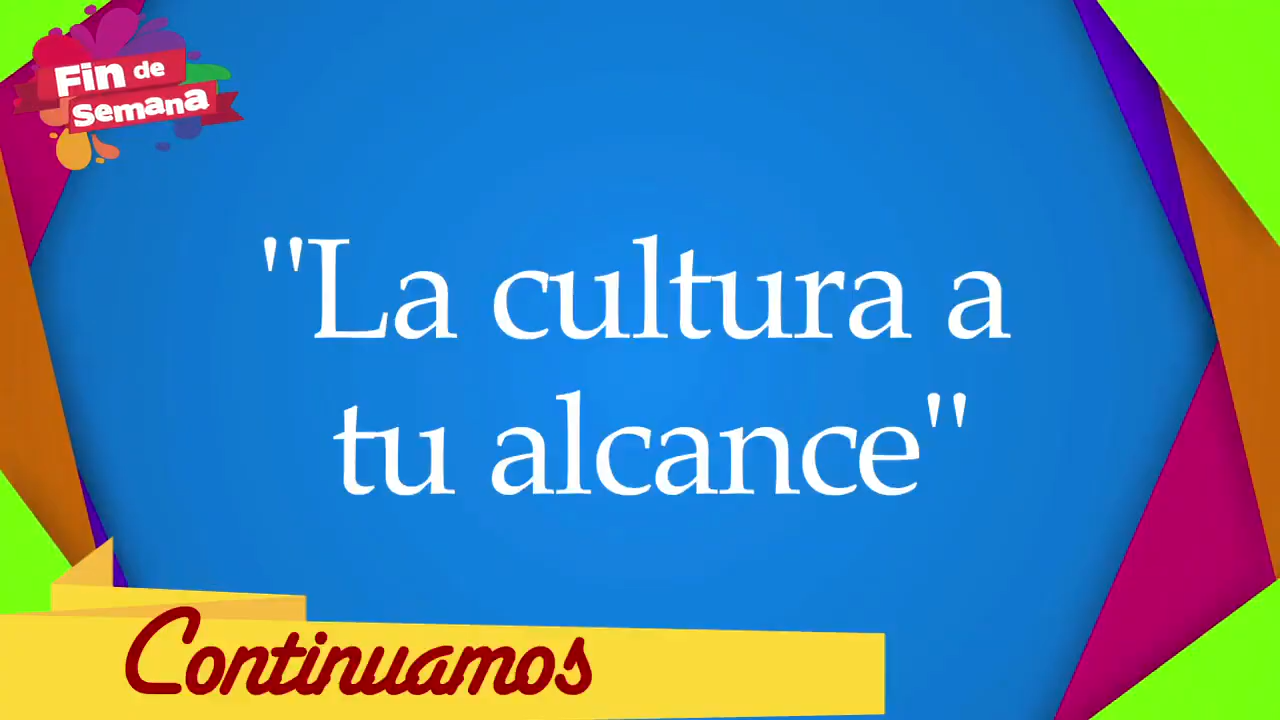 Fin de
Semana
"La cultura a
tu alcance"
Continuamos